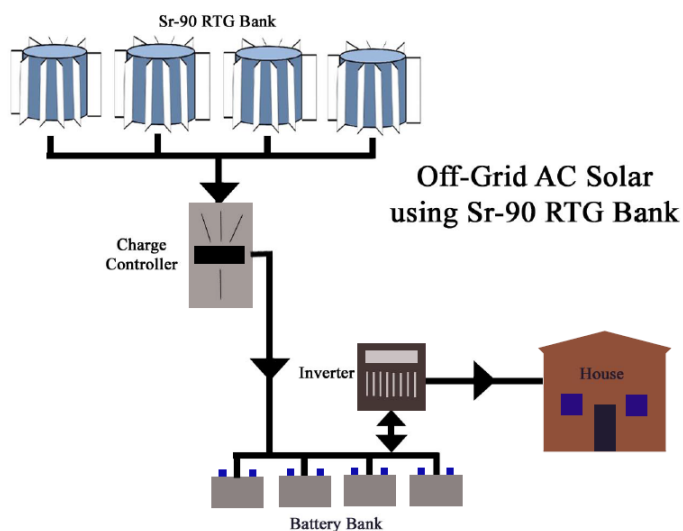 Sr-90 RTG Bank
Off-Grid AC Solar
using Sr-90 RTG Bank
Charge
Controller
Inverter
House
Battery Bank